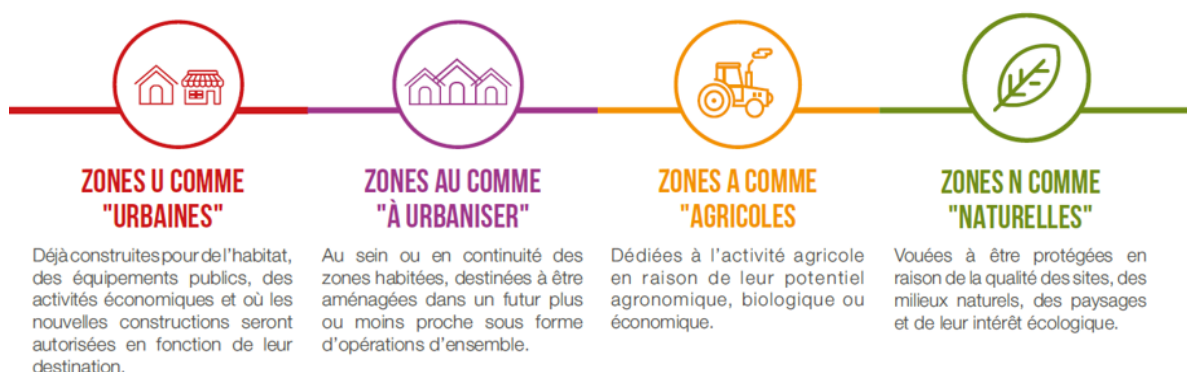 ZONES U COMME
"URBAINES"
Déjà construites pour de l'habitat,
des équipements publics, des
activités économiques et où les
nouvelles constructions seront
autorisées en fonction de leur
destination.
ZONES AU COMME
"À URBANISER"
Au sein ou en continuité des
zones habitées, destinées à être
aménagées dans un futur plus
ou moins proche sous forme
d'opérations d'ensemble.
ZONES A COMME
"AGRICOLES
Dédiées à l'activité agricole
en raison de leur potentiel
agronomique, biologique ou
économique.
ZONES N COMME
"NATURELLES"
Vouées à être protégées en
raison de la qualité des sites, des
milieux naturels, des paysages
et de leur intérêt écologique.